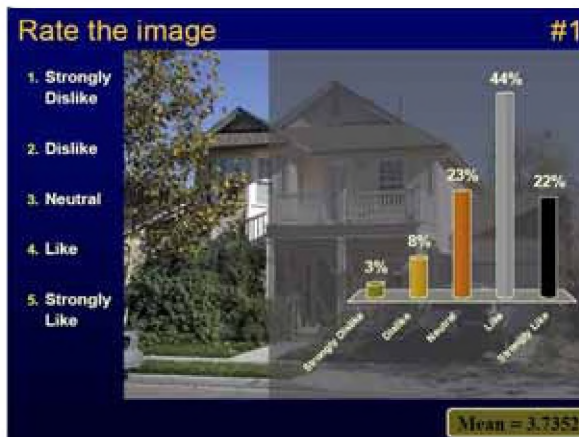 Rate the image #1
1. Strongly
Dislike
2. Dislike
3. Neutral
4. Like
5. Strongly
Like
44%
23%
22%
8%
3%
Strongly Dislike
Dislike
Neutral
Like
Strongly Like
Mean = 3.7352